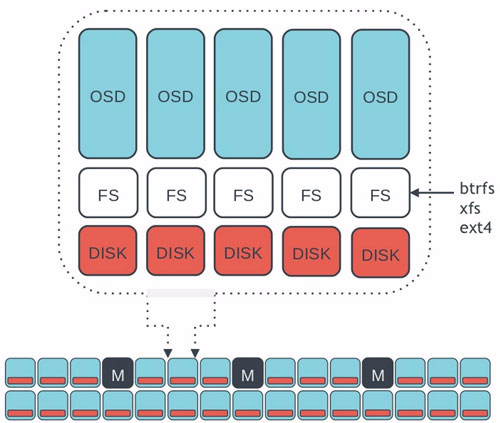 OSD OSD OSD OSD OSD
FS FS FS FS FS
btrfs
xfs
ext4
DISK DISK DISK DISK DISK
M M M